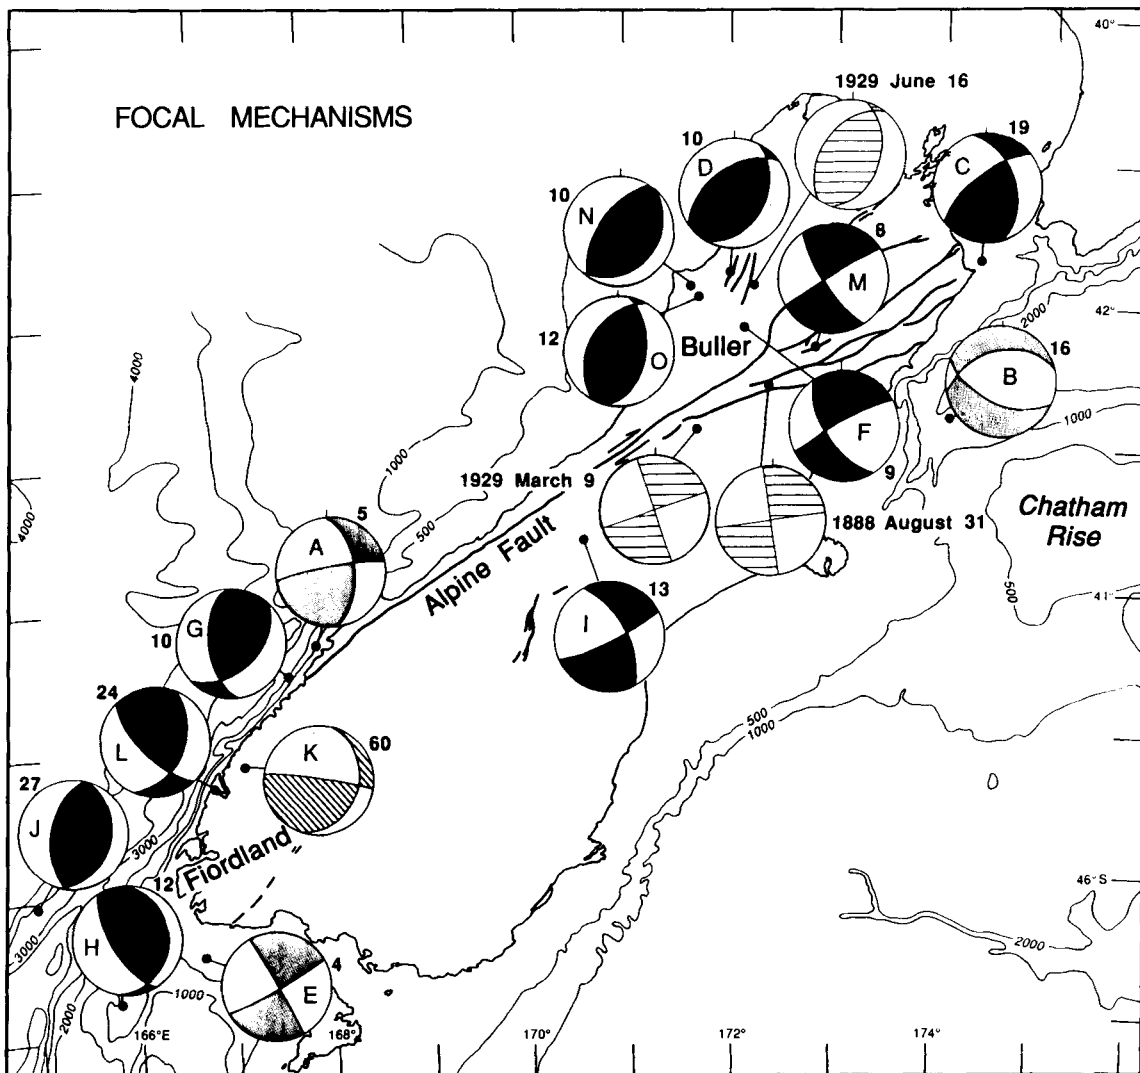 40°
FOCAL MECHANISMS
1929 June 16
10
D
19
C
10
N
8
M
12
O
Buller
2000
42°
16
B
1000
4000
1000
F
9
1929 March 9
1888 August 31
Chatham
Rise
4000
500
5
A
Alpine Fault
500
41°
13
I
G
10
24
L
500
1000
K
60
27
J
3000
Fiordland
12
46° S
3000
H
4
E
1000
2000
2000
166°E
168°
170°
172°
174°